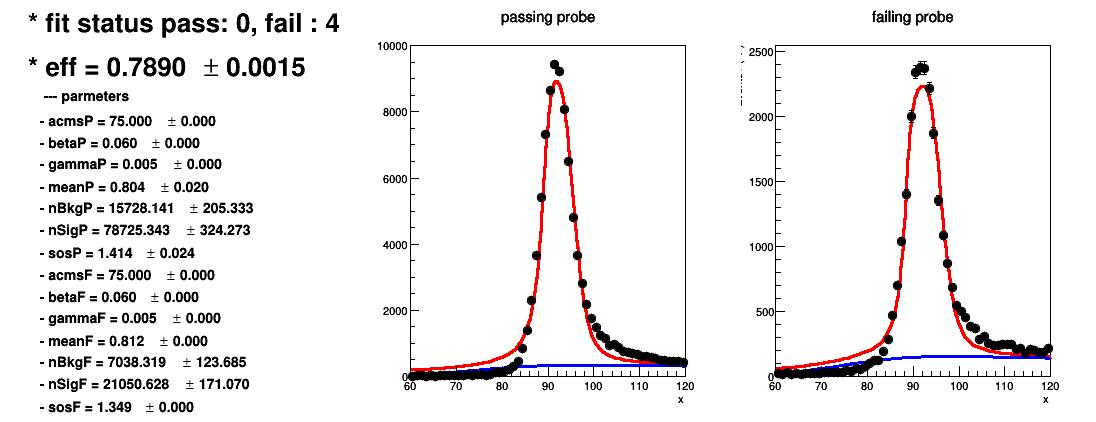 * fit status pass: 0, fail : 4
* eff = 0.7890 ± 0.0015
--- parmeters
- acmsP = 75.000 ± 0.000
- betaP = 0.060 ± 0.000
- gammaP = 0.005 ± 0.000
- meanP = 0.804 ± 0.020
- nBkgP = 15728.141 ± 205.333
- nSigP = 78725.343 ± 324.273
- sosP = 1.414 ± 0.024
- acmsF = 75.000 ± 0.000
- betaF = 0.060 ± 0.000
- gammaF = 0.005 ± 0.000
- meanF = 0.812 ± 0.000
- nBkgF = 7038.319 ± 123.685
- nSigF = 21050.628 ± 171.070
- sosF = 1.349 ± 0.000
passing probe
10000
8000
6000
4000
2000
0
60 70 80 90 100 110 120
x
failing probe
2500
2000
1500
1000
500
0
60 70 80 90 100 110 120
x